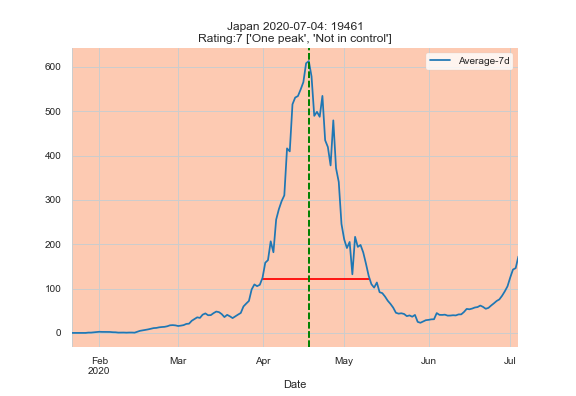 Japan 2020-07-04: 19461
Rating:7 ['One peak', 'Not in control']
Average-7d
600
500
400
300
200
100
0
Feb
2020
Mar
Apr
May
Jun
Jul
Date